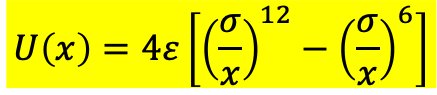 U(x) = 4ε [(σ/x)¹² − (σ/x)⁶]